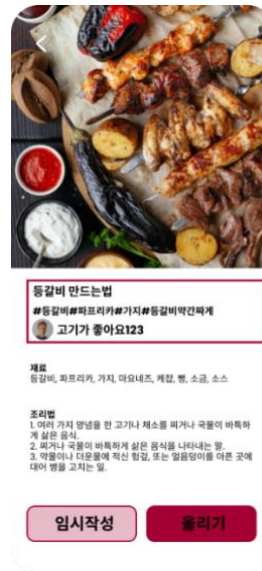 등갈비 만드는법
#등갈비#파프리카#가지#등갈비약간짜게
고기가 좋아요123
재료
등갈비, 파프리카, 가지, 마요네즈, 케찹, 빵, 소금, 소스
조리법
1. 여러 가지 양념을 한 고기나 채소를 찌거나 국물이 바특하
게 삶은 음식.
2. 찌거나 국물이 바특하게 삶은 음식을 나타내는 말.
3. 약물이나 더운물에 적신 헝겊, 또는 얼음덩이를 아픈 곳에
대어 병을 고치는 일.
임시작성 올리기